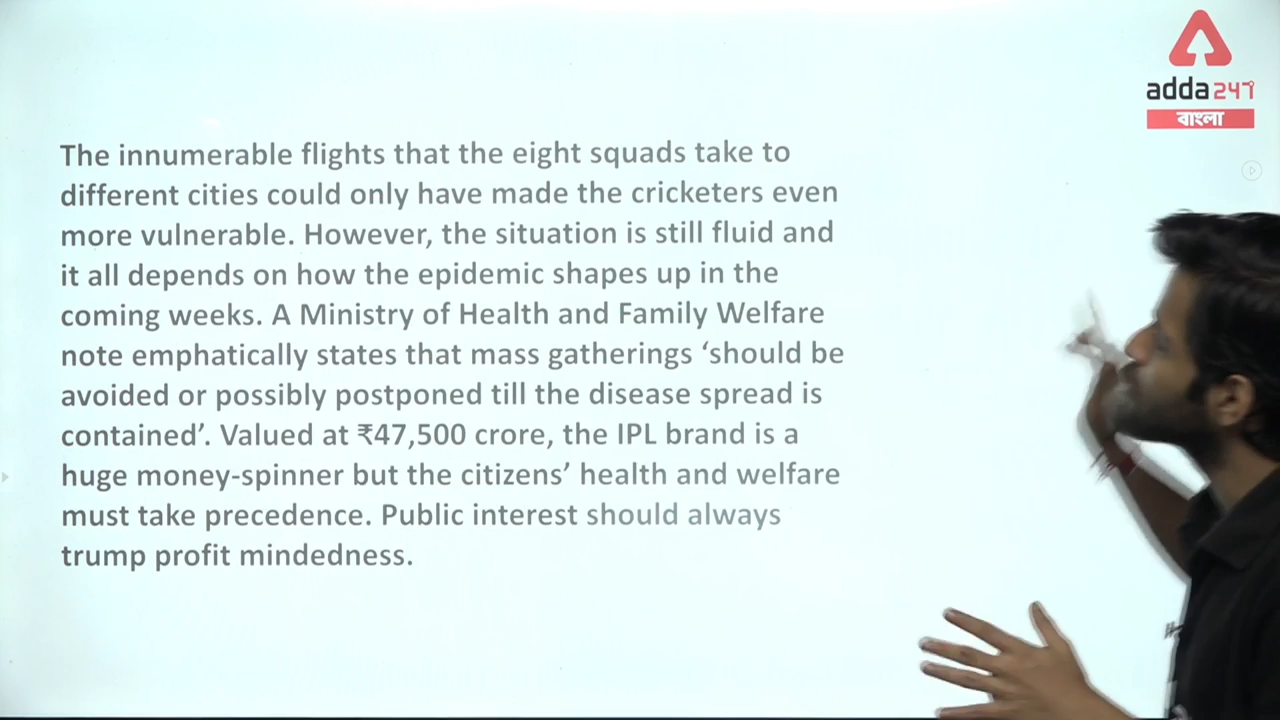 adda247
বাংলা
The innumerable flights that the eight squads take to
different cities could only have made the cricketers even
more vulnerable. However, the situation is still fluid and
it all depends on how the epidemic shapes up in the
coming weeks. A Ministry of Health and Family Welfare
note emphatically states that mass gatherings ‘should be
avoided or possibly postponed till the disease spread is
contained’. Valued at ₹47,500 crore, the IPL brand is a
huge money-spinner but the citizens’ health and welfare
must take precedence. Public interest should always
trump profit mindedness.